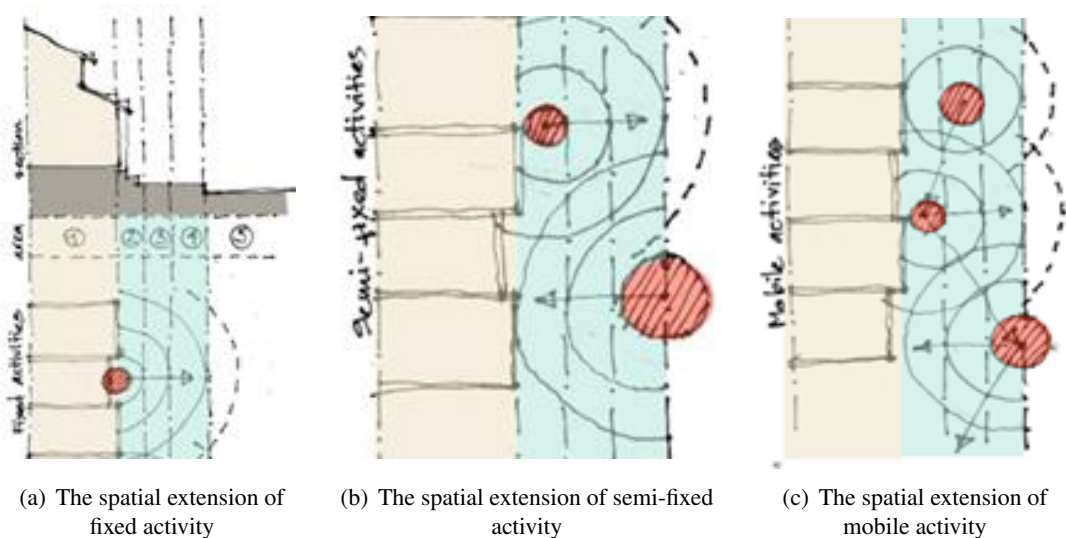 section
area
① ② ③ ④ ⑤
Fixed activities
Semi-fixed activities
Mobile activities
(a) The spatial extension of
fixed activity
(b) The spatial extension of semi-fixed
activity
(c) The spatial extension of
mobile activity